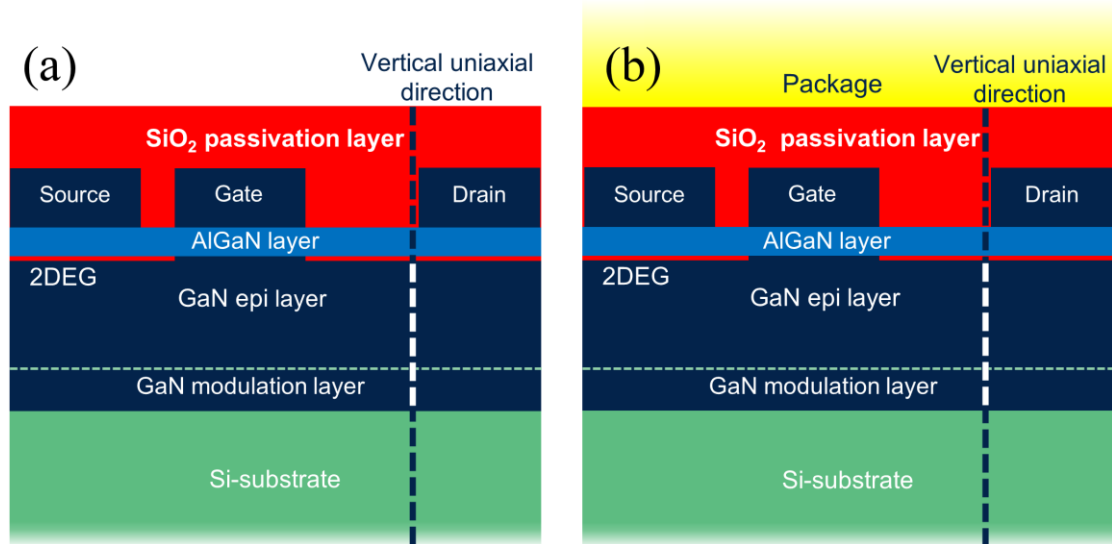 (a)
Vertical uniaxial
direction
SiO₂ passivation layer
Source
Gate
Drain
AlGaN layer
2DEG
GaN epi layer
GaN modulation layer
Si-substrate
(b)
Package
Vertical uniaxial
direction
SiO₂ passivation layer
Source
Gate
Drain
AlGaN layer
2DEG
GaN epi layer
GaN modulation layer
Si-substrate